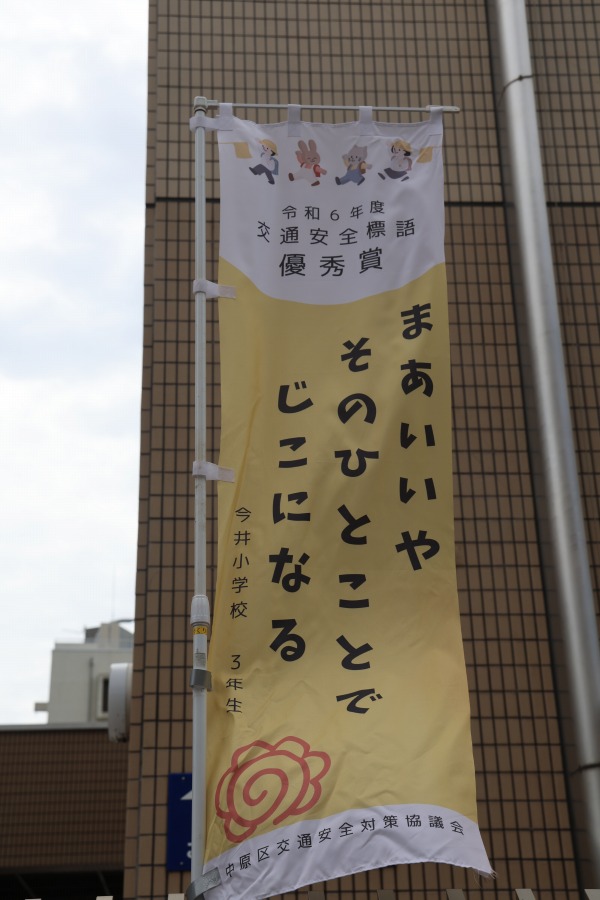 令和6年度
交通安全標語
優秀賞
まあいいや
そのひとことで
じこになる
今井小学校 3年生
中原区交通安全対策協議会